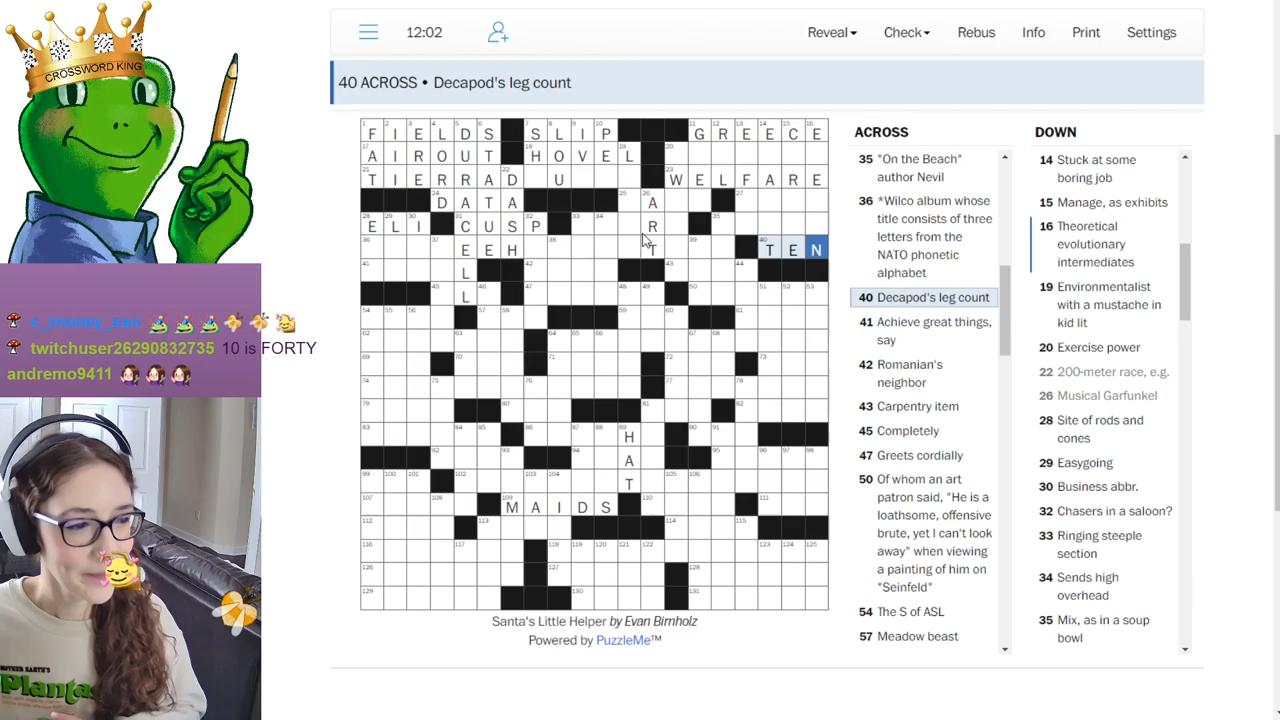 CROSSWORD KING
12:02
Reveal
Check
Rebus
Info
Print
Settings
40 ACROSS • Decapod's leg count
FIELDS SLIP GREECE
AIROUT HOVEL
TIERRAD U WELFARE
DATA A
ELI CUSP R
EEH T TEN
L
L
H
A
T
MAIDS
Santa's Little Helper by Evan Birnholz
Powered by PuzzleMe™
ACROSS
35 "On the Beach"
author Nevil
36 *Wilco album whose
title consists of three
letters from the
NATO phonetic
alphabet
40 Decapod's leg count
41 Achieve great things,
say
42 Romanian's
neighbor
43 Carpentry item
45 Completely
47 Greets cordially
50 Of whom an art
patron said, "He is a
loathsome, offensive
brute, yet I can't look
away" when viewing
a painting of him on
"Seinfeld"
54 The S of ASL
57 Meadow beast
DOWN
14 Stuck at some
boring job
15 Manage, as exhibits
16 Theoretical
evolutionary
intermediates
19 Environmentalist
with a mustache in
kid lit
20 Exercise power
22 200-meter race, e.g.
26 Musical Garfunkel
28 Site of rods and
cones
29 Easygoing
30 Business abbr.
32 Chasers in a saloon?
33 Ringing steeple
section
34 Sends high
overhead
35 Mix, as in a soup
bowl
c_money_san
twitchuser26290832735 10 is FORTY
andremo9411
MOTHER EARTH'S
Planta